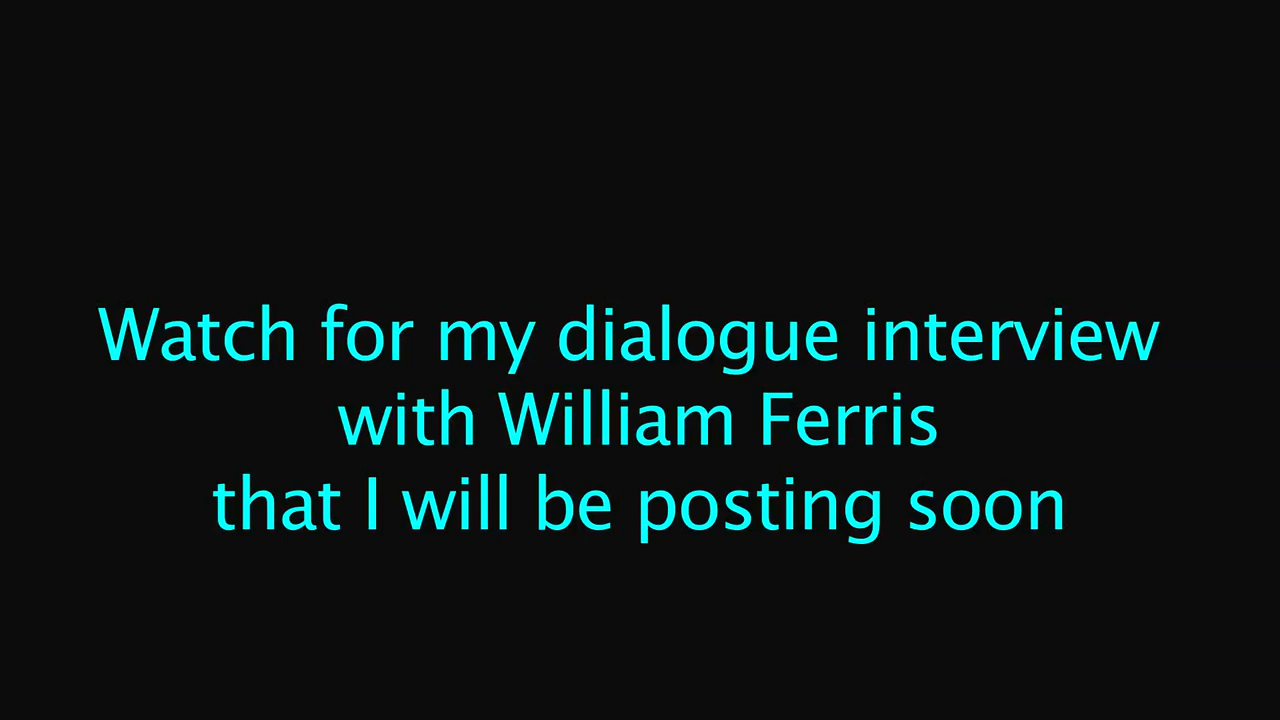 Watch for my dialogue interview
with William Ferris
that I will be posting soon